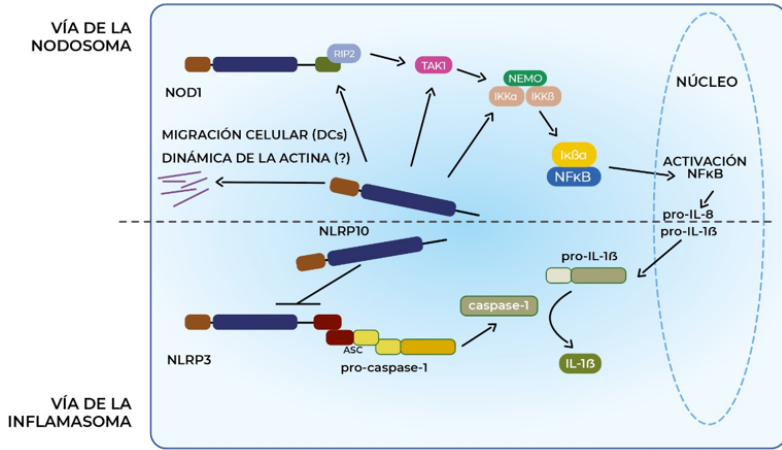 VÍA DE LA
NODOSOMA
NOD1
RIP2
TAK1
NEMO
IKKα
IKKß
NÚCLEO
MIGRACIÓN CELULAR (DCs)
DINÁMICA DE LA ACTINA (?)
IκBα
NFκB
ACTIVACIÓN
NFκB
pro-IL-8
pro-IL-1ß
NLRP10
pro-IL-1ß
caspase-1
NLRP3
ASC
pro-caspase-1
IL-1ß
VÍA DE LA
INFLAMASOMA